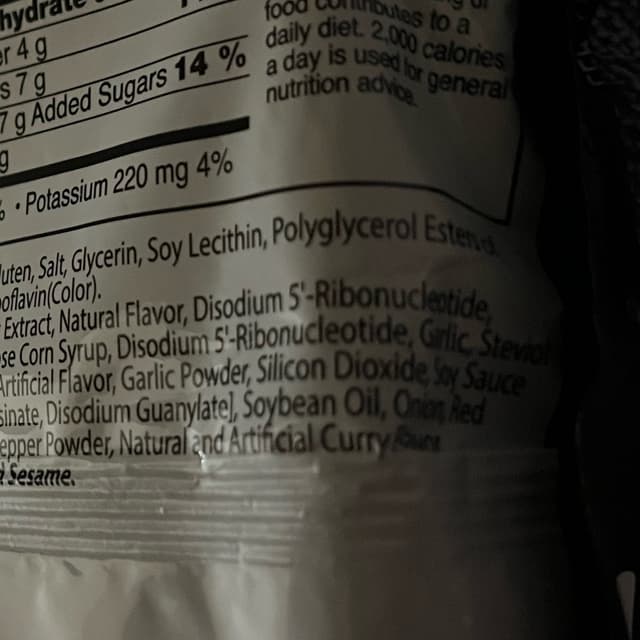 hydrate
4 g
7 g
7 g Added Sugars 14 %
g
• Potassium 220 mg 4%
food contributes to a
daily diet. 2,000 calories
a day is used for general
nutrition advice.
luten, Salt, Glycerin, Soy Lecithin, Polyglycerol Esters
oflavin(Color).
Extract, Natural Flavor, Disodium 5'-Ribonucleotide,
se Corn Syrup, Disodium 5'-Ribonucleotide, Garlic, Steviol
Artificial Flavor, Garlic Powder, Silicon Dioxide, Soy Sauce
sinate, Disodium Guanylate], Soybean Oil, Onion, Red
epper Powder, Natural and Artificial Curry
Sesame.